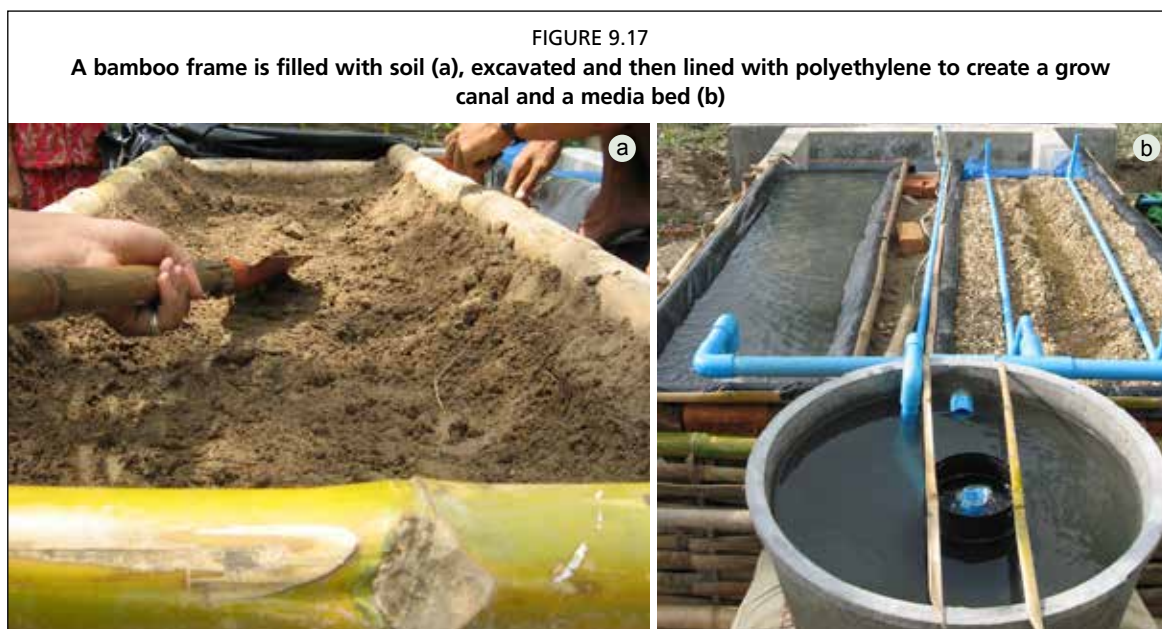 FIGURE 9.17
A bamboo frame is filled with soil (a), excavated and then lined with polyethylene to create a grow
canal and a media bed (b)
a
b